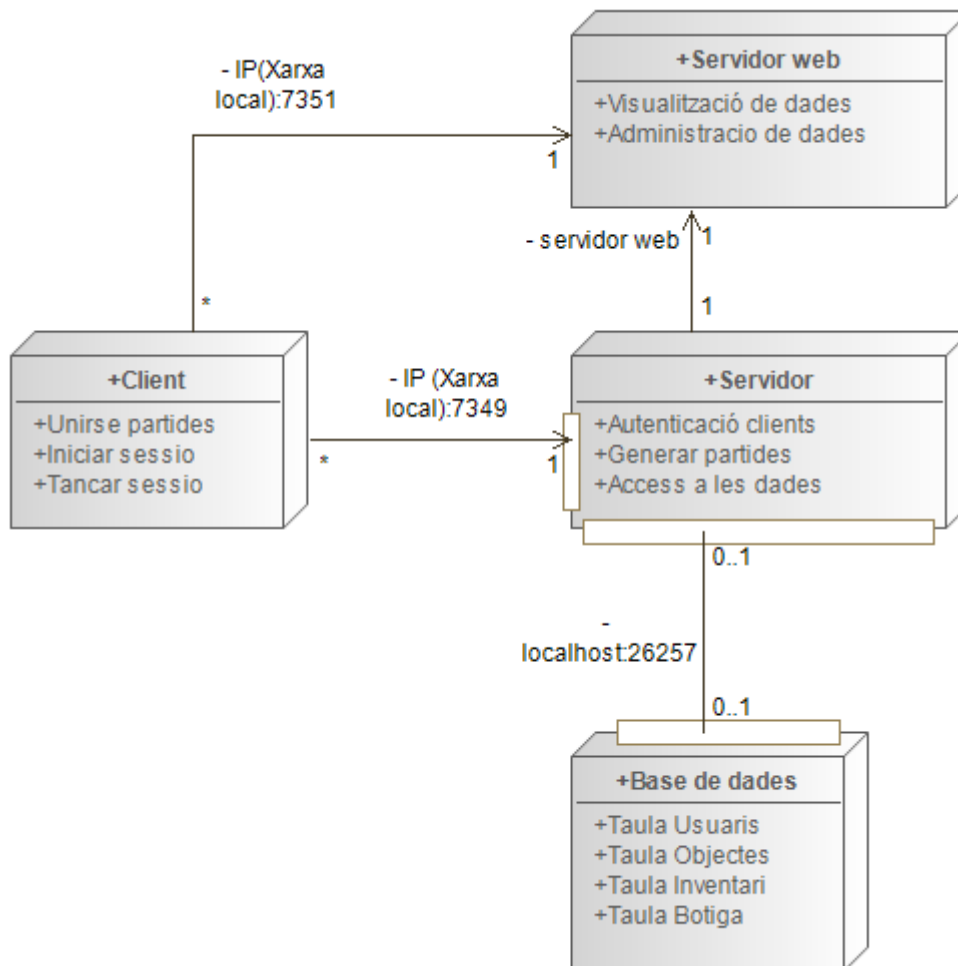 +Servidor web
+Visualització de dades
+Administracio de dades
- IP(Xarxa
local):7351
1
*
- servidor web
1
1
+Client
+Unirse partides
+Iniciar sessio
+Tancar sessio
- IP (Xarxa
local):7349
*
1
+Servidor
+Autenticació clients
+Generar partides
+Access a les dades
0..1
-
localhost:26257
0..1
+Base de dades
+Taula Usuaris
+Taula Objectes
+Taula Inventari
+Taula Botiga